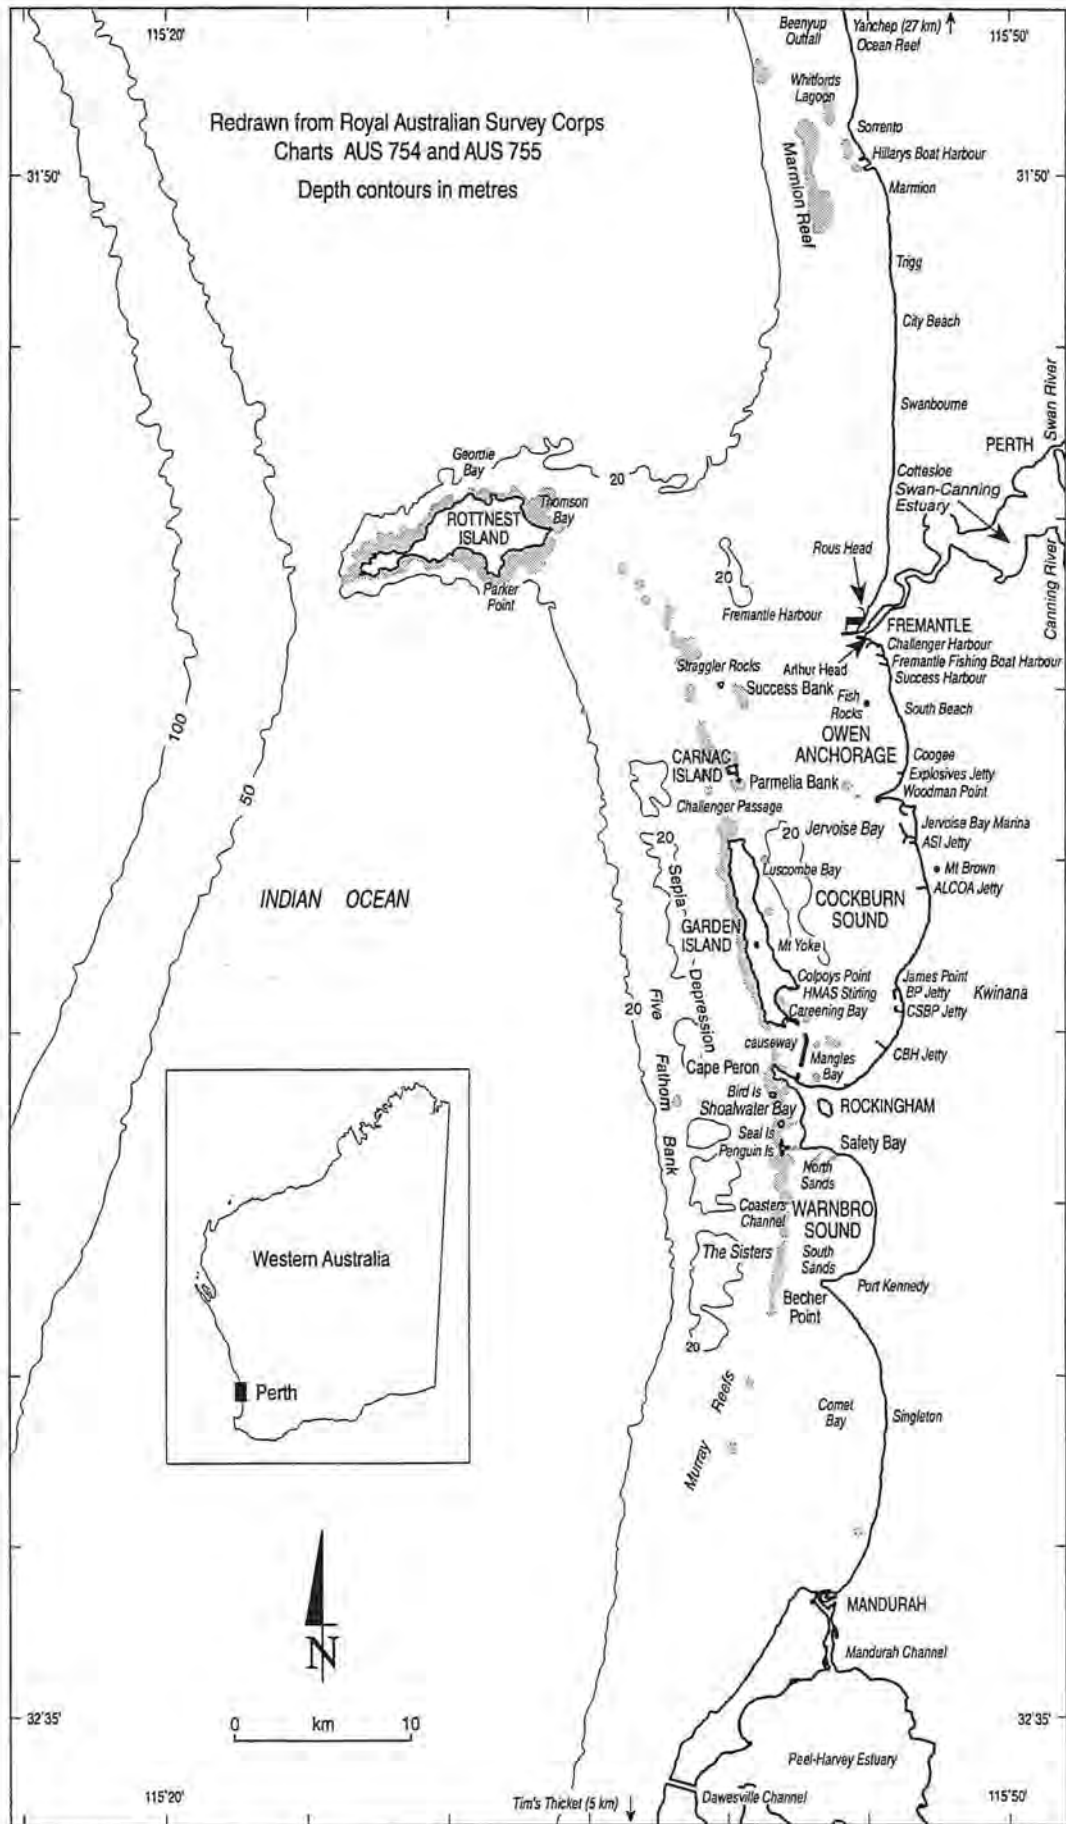 115°20'
Beenyup
Outfall
Yanchep (27 km)
Ocean Reef
115°50'
Whitfords
Lagoon
Redrawn from Royal Australian Survey Corps
Charts AUS 754 and AUS 755
Depth contours in metres
Sorrento
Hillarys Boat Harbour
31°50'
31°50'
Marmion
Marmion Reef
Trigg
City Beach
Swanbourne
Swan River
PERTH
Geordie
Bay
20
Cottesloe
Swan-Canning
Estuary
Thomson
Bay
ROTTNEST
ISLAND
Rous Head
Canning River
20
Parker
Point
Fremantle Harbour
FREMANTLE
Challenger Harbour
Fremantle Fishing Boat Harbour
Success Harbour
Arthur Head
Straggler Rocks
Success Bank
Fish
Rocks
South Beach
100
OWEN
ANCHORAGE
CARNAC
ISLAND
Coogee
Explosives Jetty
Woodman Point
Parmelia Bank
50
Challenger Passage
Jervoise Bay Marina
20
Jervoise Bay
20
ASI Jetty
Sepia Depression
Luscombe Bay
Mt Brown
ALCOA Jetty
INDIAN OCEAN
COCKBURN
SOUND
GARDEN
ISLAND
Mt Yoke
Colpoys Point
HMAS Stirling
Careening Bay
James Point
BP Jetty
CSBP Jetty
Kwinana
20
Five Fathom Bank
causeway
Mangles
Bay
CBH Jetty
Cape Peron
Bird Is
Shoalwater Bay
ROCKINGHAM
Seal Is
Penguin Is
Safety Bay
North
Sands
Coasters
Channel
WARNBRO
SOUND
The Sisters
South
Sands
Western Australia
Port Kennedy
Becher
Point
20
Perth
Murray Reefs
Comet
Bay
Singleton
MANDURAH
N
Mandurah Channel
0 km 10
32°35'
32°35'
Peel-Harvey Estuary
115°20'
Tim's Thicket (5 km)
Dawesville Channel
115°50'